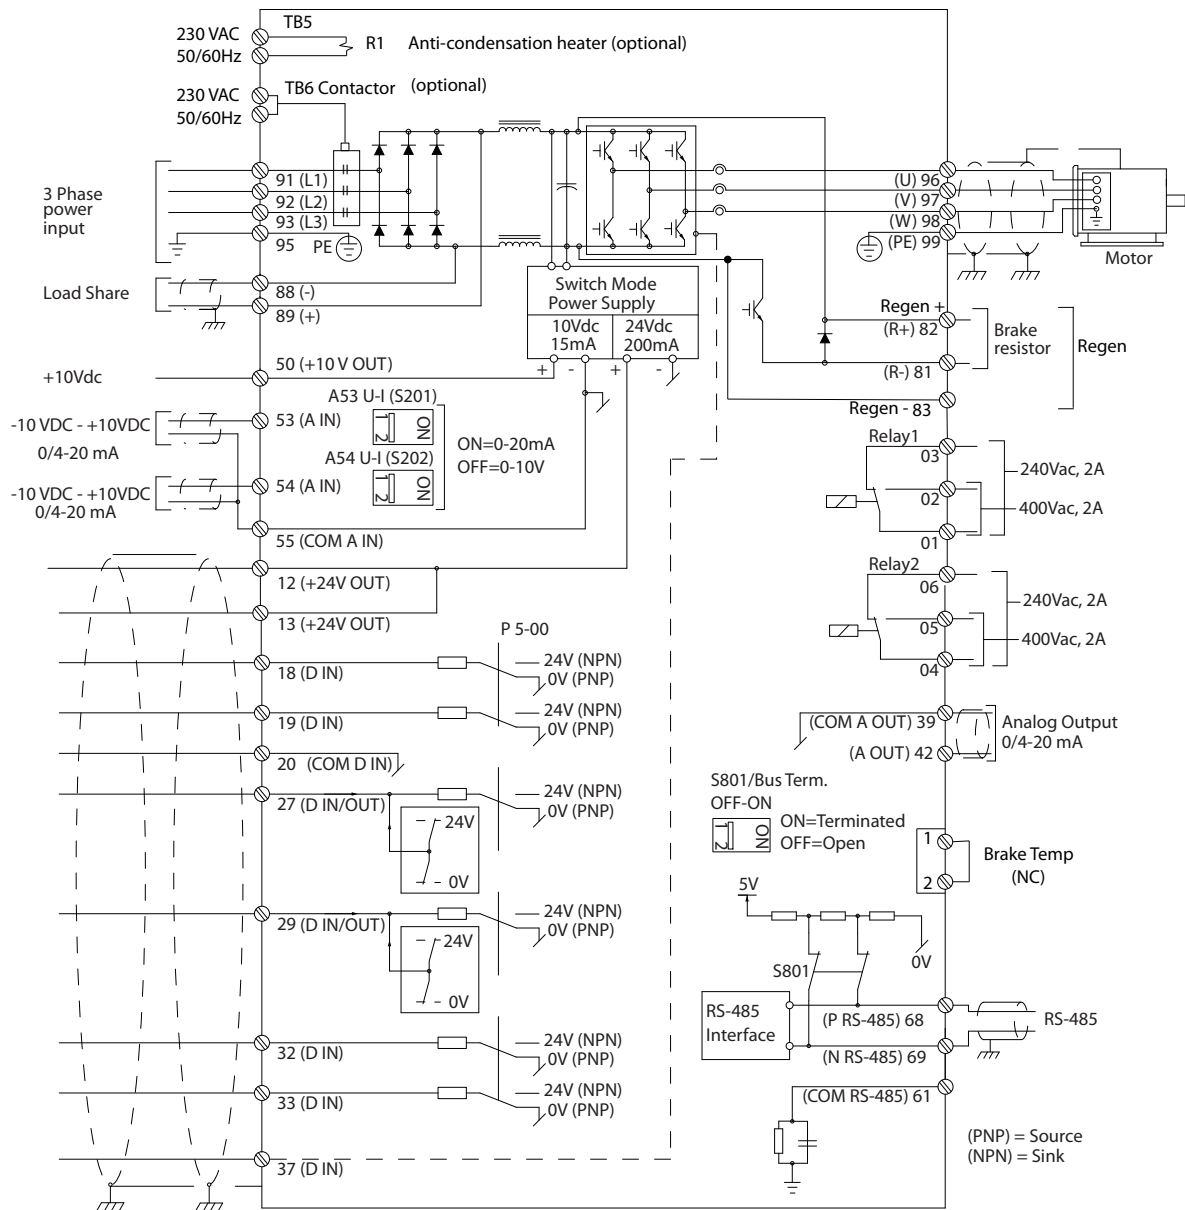 TB5
230 VAC
50/60Hz
R1
Anti-condensation heater (optional)
TB6 Contactor
(optional)
230 VAC
50/60Hz
3 Phase
power
input
91 (L1)
92 (L2)
93 (L3)
95
PE
(U) 96
(V) 97
(W) 98
(PE) 99
Motor
Load Share
88 (-)
89 (+)
Switch Mode
Power Supply
10Vdc
15mA
24Vdc
200mA
+
-
+
-
Regen +
(R+) 82
Brake
resistor
Regen
(R-) 81
Regen - 83
+10Vdc
50 (+10 V OUT)
-10 VDC - +10VDC
0/4-20 mA
53 (A IN)
A53 U-I (S201)
1 2
ON
ON=0-20mA
OFF=0-10V
A54 U-I (S202)
1 2
ON
-10 VDC - +10VDC
0/4-20 mA
54 (A IN)
55 (COM A IN)
Relay1
03
240Vac, 2A
02
400Vac, 2A
01
12 (+24V OUT)
13 (+24V OUT)
Relay2
06
240Vac, 2A
05
400Vac, 2A
04
P 5-00
18 (D IN)
24V (NPN)
0V (PNP)
19 (D IN)
24V (NPN)
0V (PNP)
20 (COM D IN)
27 (D IN/OUT)
24V (NPN)
0V (PNP)
24V
0V
29 (D IN/OUT)
24V (NPN)
0V (PNP)
24V
0V
32 (D IN)
24V (NPN)
0V (PNP)
33 (D IN)
24V (NPN)
0V (PNP)
37 (D IN)
(COM A OUT) 39
(A OUT) 42
Analog Output
0/4-20 mA
S801/Bus Term.
OFF-ON
1 2
ON
ON=Terminated
OFF=Open
1
2
Brake Temp
(NC)
5V
0V
S801
RS-485
Interface
(P RS-485) 68
(N RS-485) 69
RS-485
(COM RS-485) 61
(PNP) = Source
(NPN) = Sink